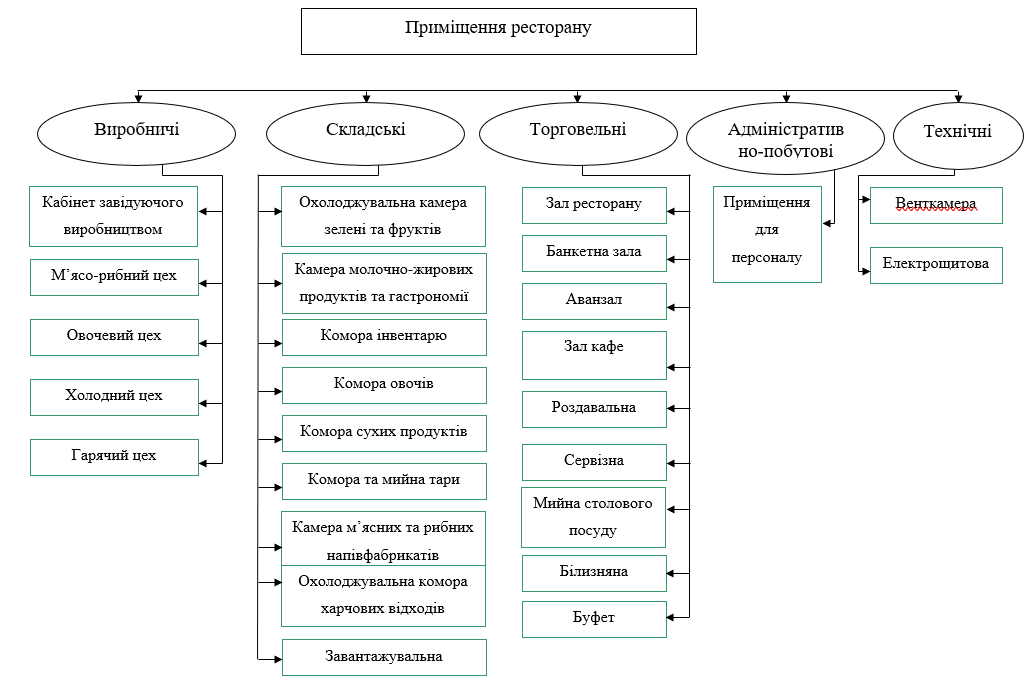 Приміщення ресторану
Виробничі
Складські
Торговельні
Адміністратив
но-побутові
Технічні
Кабінет завідуючого
виробництвом
М’ясо-рибний цех
Овочевий цех
Холодний цех
Гарячий цех
Охолоджувальна камера
зелені та фруктів
Камера молочно-жирових
продуктів та гастрономії
Комора інвентарю
Комора овочів
Комора сухих продуктів
Комора та мийна тари
Камера м’ясних та рибних
напівфабрикатів
Охолоджувальна комора
харчових відходів
Завантажувальна
Зал ресторану
Банкетна зала
Аванзал
Зал кафе
Роздавальна
Сервізна
Мийна столового
посуду
Білизняна
Буфет
Приміщення
для
персоналу
Венткамера
Електрощитова